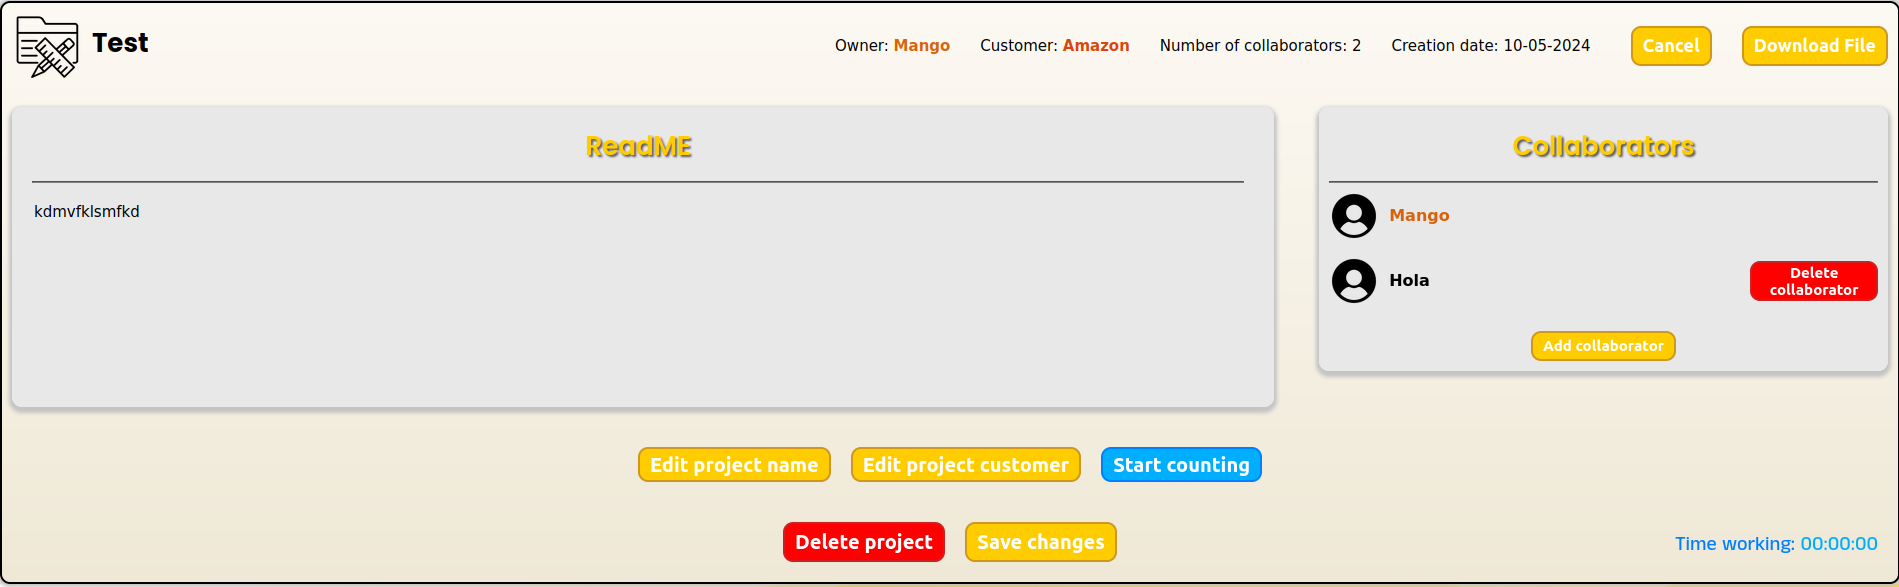 Test
Owner: Mango
Customer: Amazon
Number of collaborators: 2
Creation date: 10-05-2024
Cancel
Download File
ReadME
kdmvfklsmfkd
Collaborators
Mango
Hola
Delete
collaborator
Add collaborator
Edit project name
Edit project customer
Start counting
Delete project
Save changes
Time working: 00:00:00